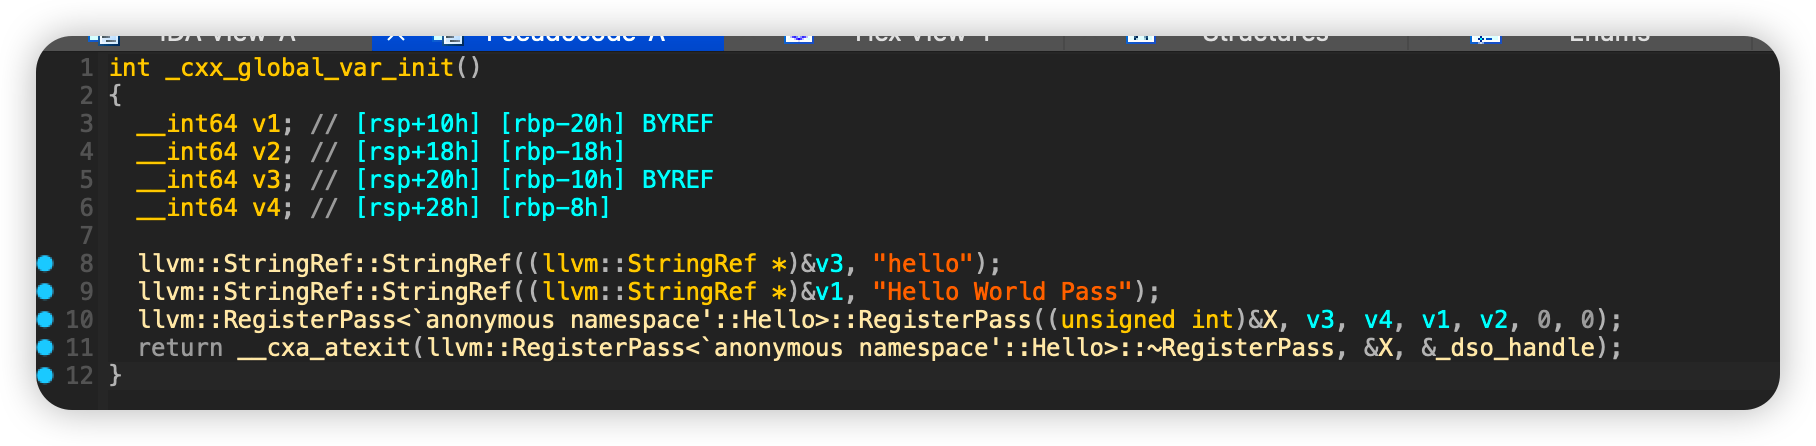 IDA View-A Pseudocode-A Hex View-1 Structures Enums
1 int _cxx_global_var_init()
2 {
3 __int64 v1; // [rsp+10h] [rbp-20h] BYREF
4 __int64 v2; // [rsp+18h] [rbp-18h]
5 __int64 v3; // [rsp+20h] [rbp-10h] BYREF
6 __int64 v4; // [rsp+28h] [rbp-8h]
7
8 llvm::StringRef::StringRef((llvm::StringRef *)&v3, "hello");
9 llvm::StringRef::StringRef((llvm::StringRef *)&v1, "Hello World Pass");
10 llvm::RegisterPass<`anonymous namespace'::Hello>::RegisterPass((unsigned int)&X, v3, v4, v1, v2, 0, 0);
11 return __cxa_atexit(llvm::RegisterPass<`anonymous namespace'::Hello>::~RegisterPass, &X, &_dso_handle);
12 }